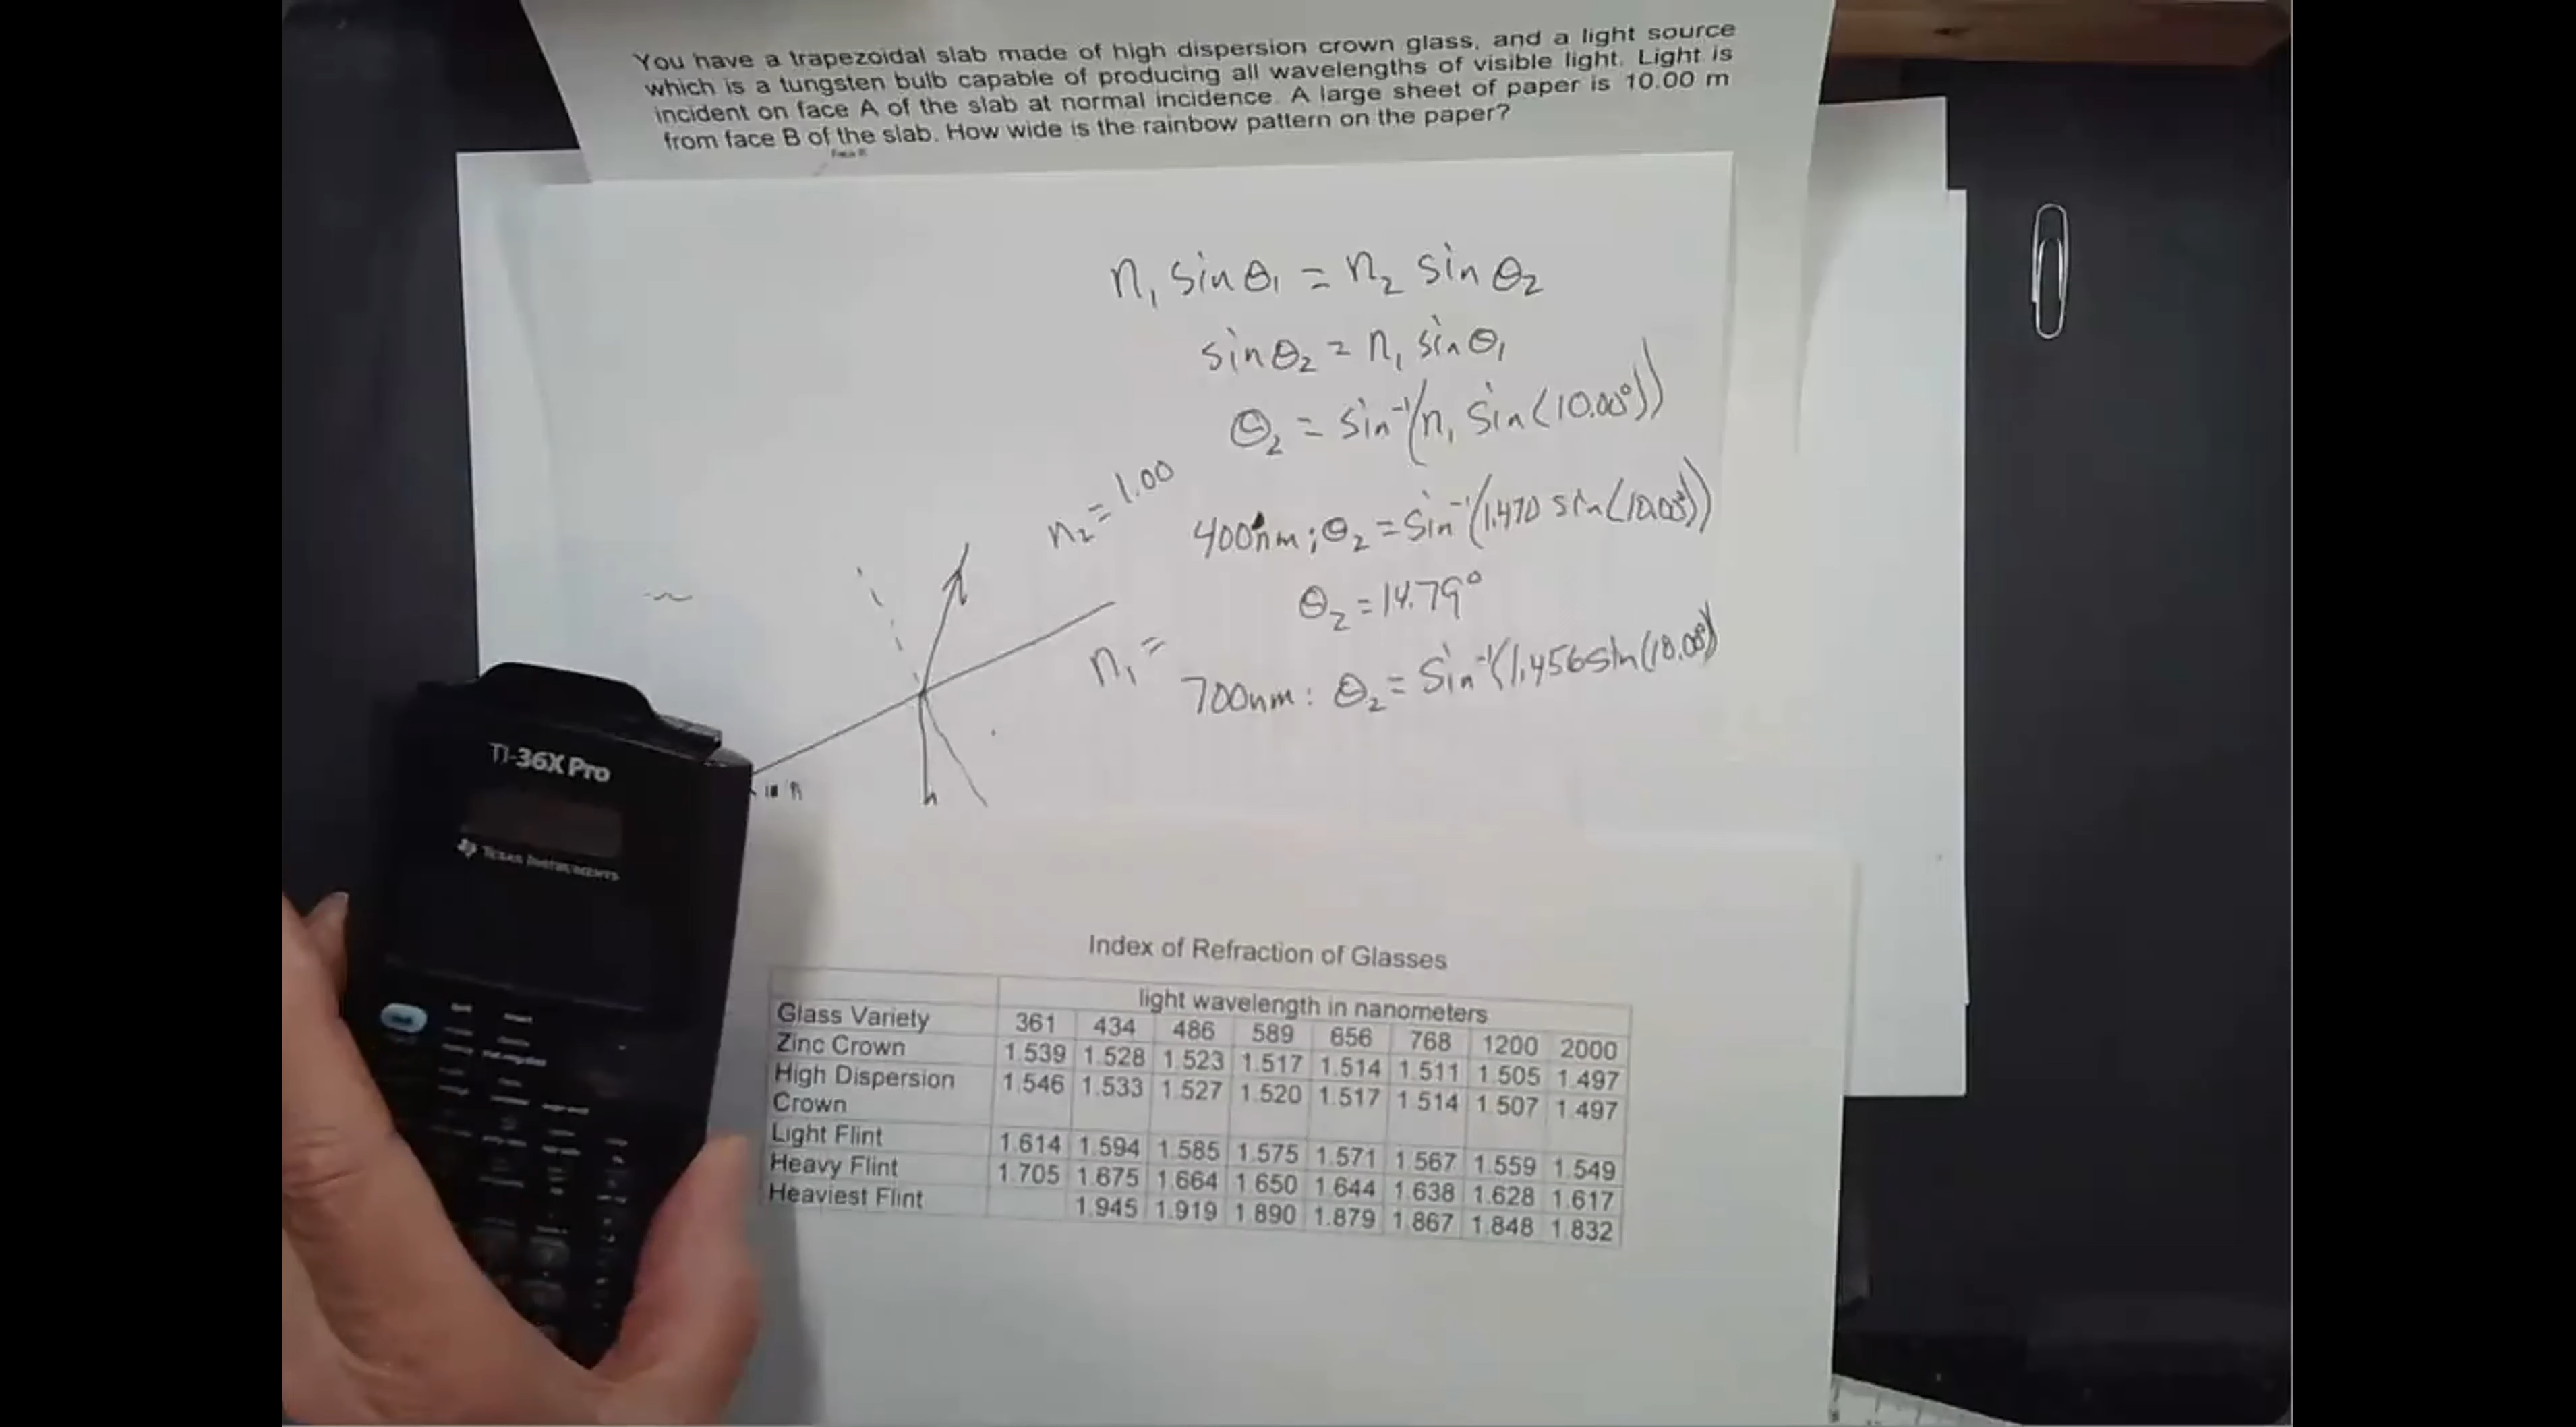 You have a trapezoidal slab made of high dispersion crown glass, and a light source
which is a tungsten bulb capable of producing all wavelengths of visible light. Light is
incident on face A of the slab at normal incidence. A large sheet of paper is 10.00 m
from face B of the slab. How wide is the rainbow pattern on the paper?
n₁ sin θ₁ = n₂ sin θ₂
sin θ₂ = n₁ sin θ₁
θ₂ = sin⁻¹(n₁ sin(10.00°))
n₂ = 1.00
400nm; θ₂ = sin⁻¹(1.470 sin(10.00°))
θ₂ = 14.79°
n₁ =
700nm: θ₂ = sin⁻¹(1.456 sin(10.00°)
TI-36X Pro
TEXAS INSTRUMENTS
Index of Refraction of Glasses
light wavelength in nanometers
Glass Variety 361 434 486 589 656 768 1200 2000
Zinc Crown 1.539 1.528 1.523 1.517 1.514 1.511 1.505 1.497
High Dispersion 1.546 1.533 1.527 1.520 1.517 1.514 1.507 1.497
Crown
Light Flint 1.614 1.594 1.585 1.575 1.571 1.567 1.559 1.549
Heavy Flint 1.705 1.675 1.664 1.650 1.644 1.638 1.628 1.617
Heaviest Flint 1.945 1.919 1.890 1.879 1.867 1.848 1.832